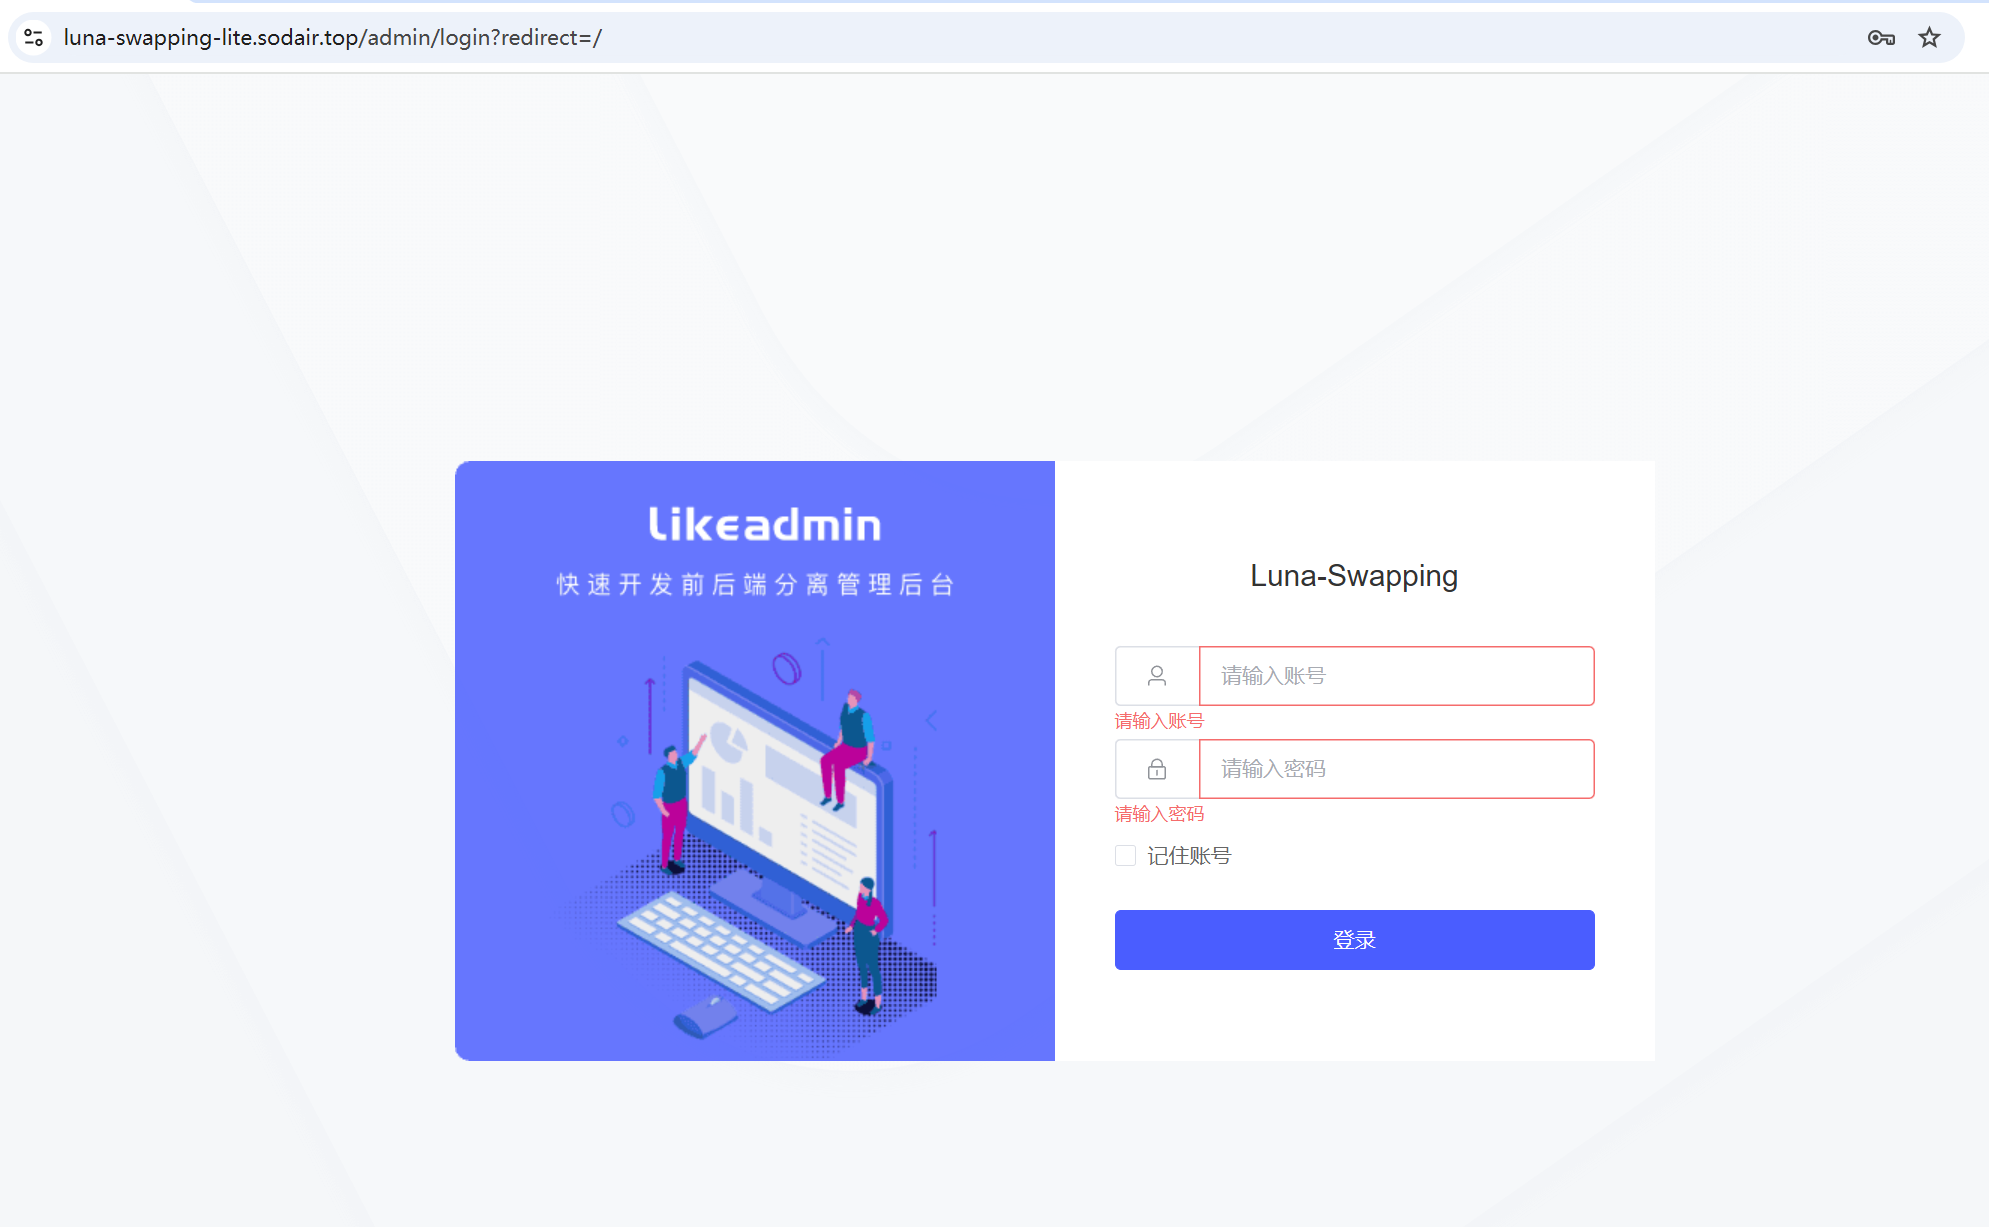 luna-swapping-lite.sodair.top/admin/login?redirect=/
likeadmin
快速开发前后端分离管理后台
Luna-Swapping
请输入账号
请输入账号
请输入密码
请输入密码
记住账号
登录